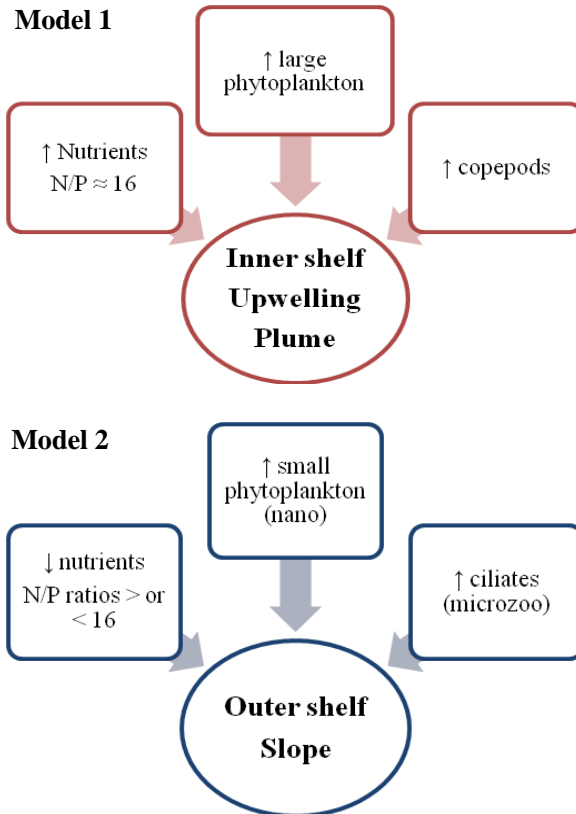 Model 1
↑ large
phytoplankton
↑ Nutrients
N/P ≈ 16
↑ copepods
Inner shelf
Upwelling
Plume
Model 2
↑ small
phytoplankton
(nano)
↓ nutrients
N/P ratios > or
< 16
↑ ciliates
(microzoo)
Outer shelf
Slope